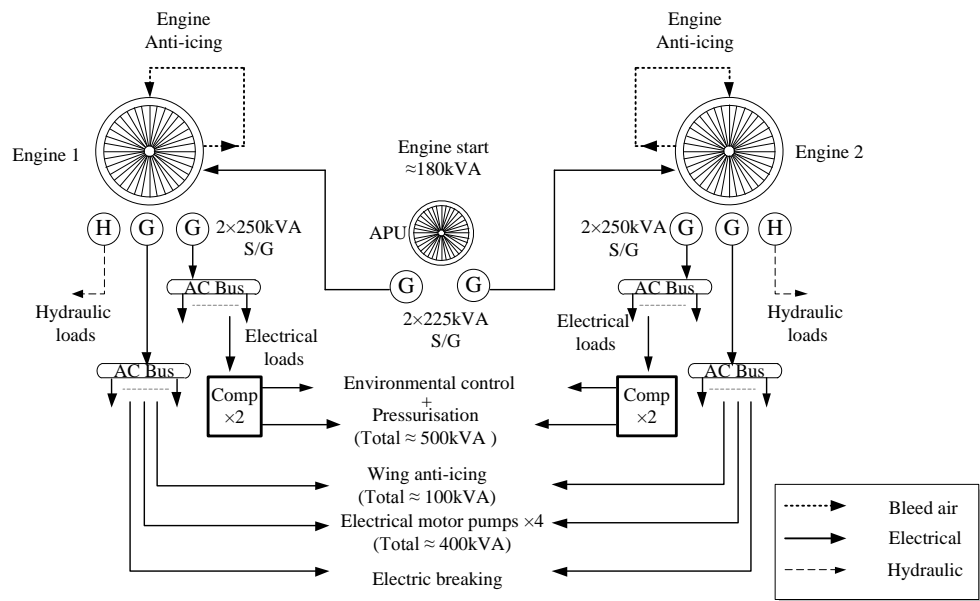 Engine
Anti-icing
Engine
Anti-icing
Engine 1
Engine start
≈180kVA
Engine 2
APU
H
G
G
2×250kVA
S/G
2×250kVA
S/G
G
G
H
G
G
2×225kVA
S/G
AC Bus
AC Bus
Hydraulic
loads
Electrical
loads
Electrical
loads
Hydraulic
loads
AC Bus
AC Bus
Comp
×2
Environmental control
+
Pressurisation
(Total ≈ 500kVA )
Comp
×2
Wing anti-icing
(Total ≈ 100kVA)
Electrical motor pumps ×4
(Total ≈ 400kVA)
Electric breaking
Bleed air
Electrical
Hydraulic